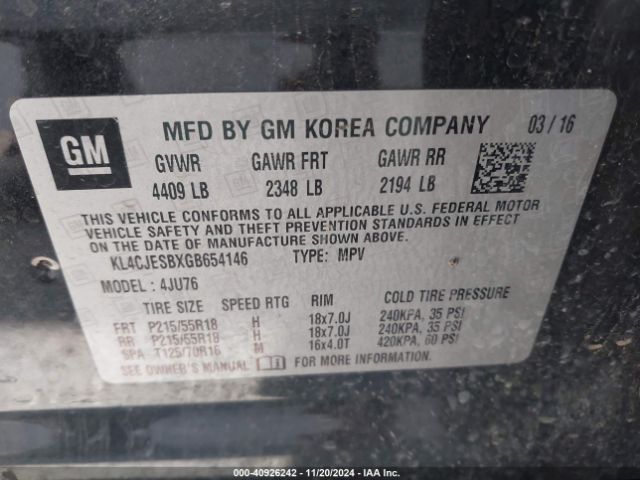 GM
MFD BY GM KOREA COMPANY 03/16
GVWR GAWR FRT GAWR RR
4409 LB 2348 LB 2194 LB
THIS VEHICLE CONFORMS TO ALL APPLICABLE U.S. FEDERAL MOTOR
VEHICLE SAFETY AND THEFT PREVENTION STANDARDS IN EFFECT
ON THE DATE OF MANUFACTURE SHOWN ABOVE.
KL4CJESBXGB654146 TYPE: MPV
MODEL: 4JU76
TIRE SIZE SPEED RTG RIM COLD TIRE PRESSURE
FRT P215/55R18 H 18x7.0J 240KPA, 35 PSI
RR P215/55R18 H 18x7.0J 240KPA, 35 PSI
SPA T125/70R16 M 16x4.0T 420KPA, 60 PSI
SEE OWNER'S MANUAL FOR MORE INFORMATION.
000-40926242 - 11/20/2024 - IAA Inc.